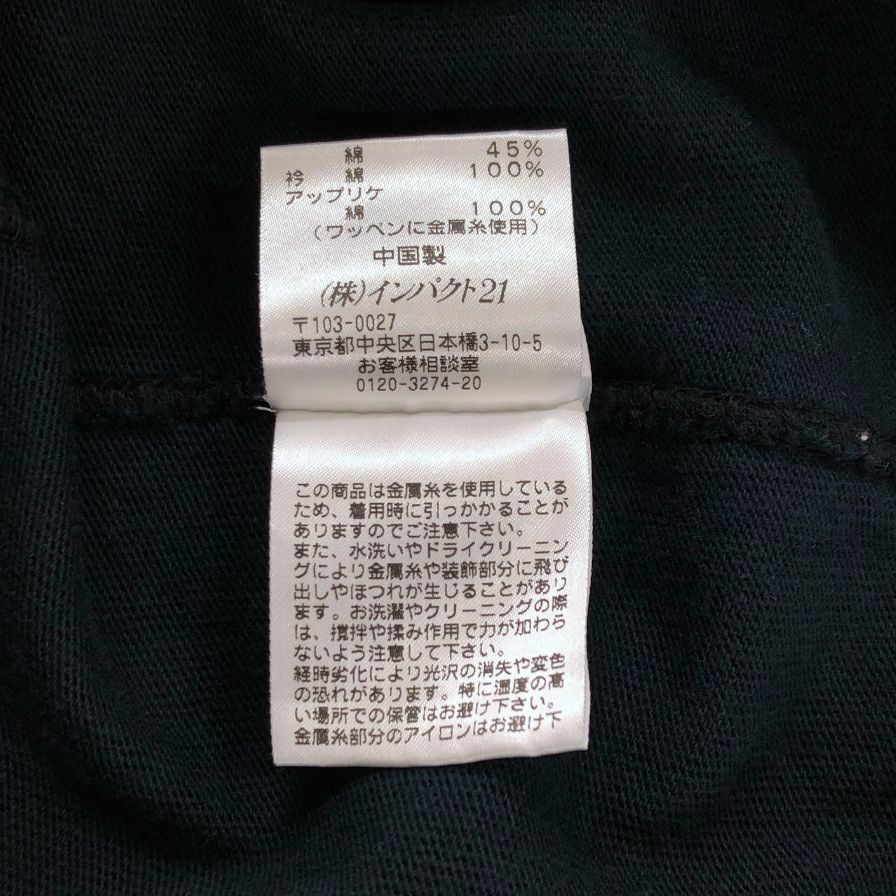 綿 45%
衿 綿 100%
アップリケ
綿 100%
(ワッペンに金属糸使用)
中国製
(株)インパクト21
〒103-0027
東京都中央区日本橋3-10-5
お客様相談室
0120-3274-20
この商品は金属糸を使用している
ため、着用時に引っかかることが
ありますのでご注意下さい。
また、水洗いやドライクリーニン
グにより金属糸や装飾部分に飛び
出しやほつれが生じることがあり
ます。お洗濯やクリーニングの際
は、撹拌や揉み作用で力が加わら
ないよう注意して下さい。
経時劣化により光沢の消失や変色
の恐れがあります。特に湿度の高
い場所での保管はお避け下さい。
金属糸部分のアイロンはお避け下